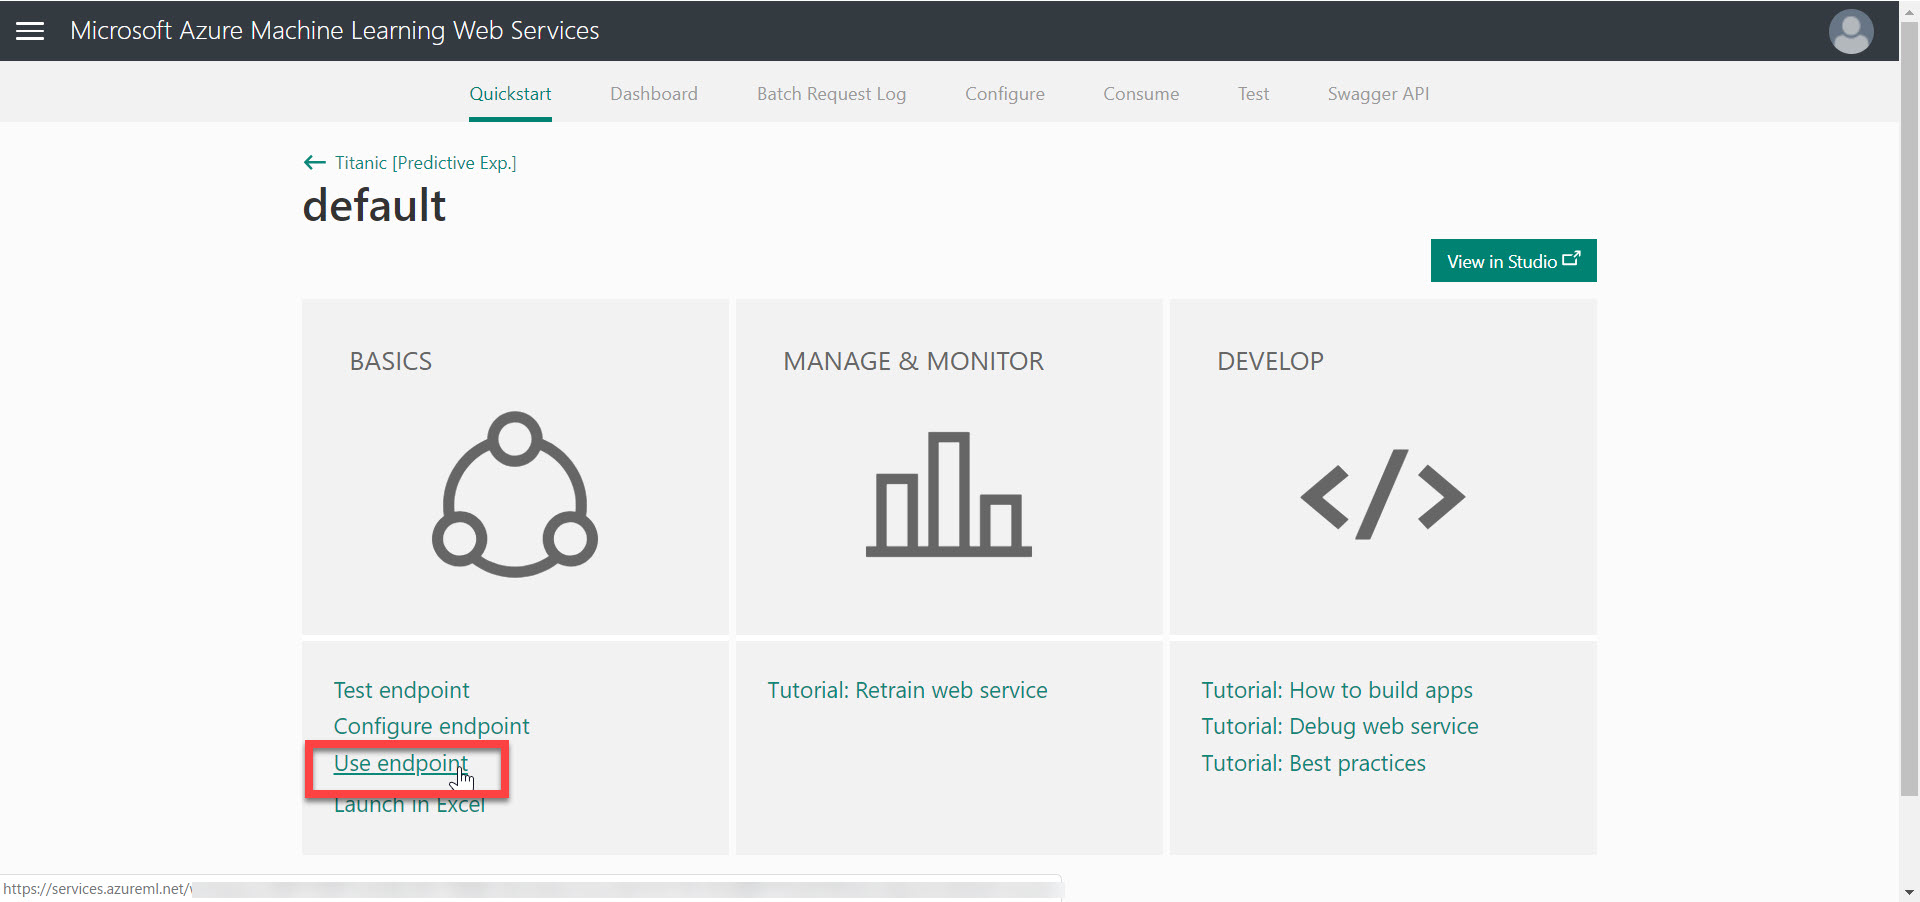 Microsoft Azure Machine Learning Web Services
Quickstart Dashboard Batch Request Log Configure Consume Test Swagger API
← Titanic [Predictive Exp.]
default
View in Studio
BASICS
MANAGE & MONITOR
DEVELOP
Test endpoint
Configure endpoint
Use endpoint
Launch in Excel
Tutorial: Retrain web service
Tutorial: How to build apps
Tutorial: Debug web service
Tutorial: Best practices
https://services.azureml.net/